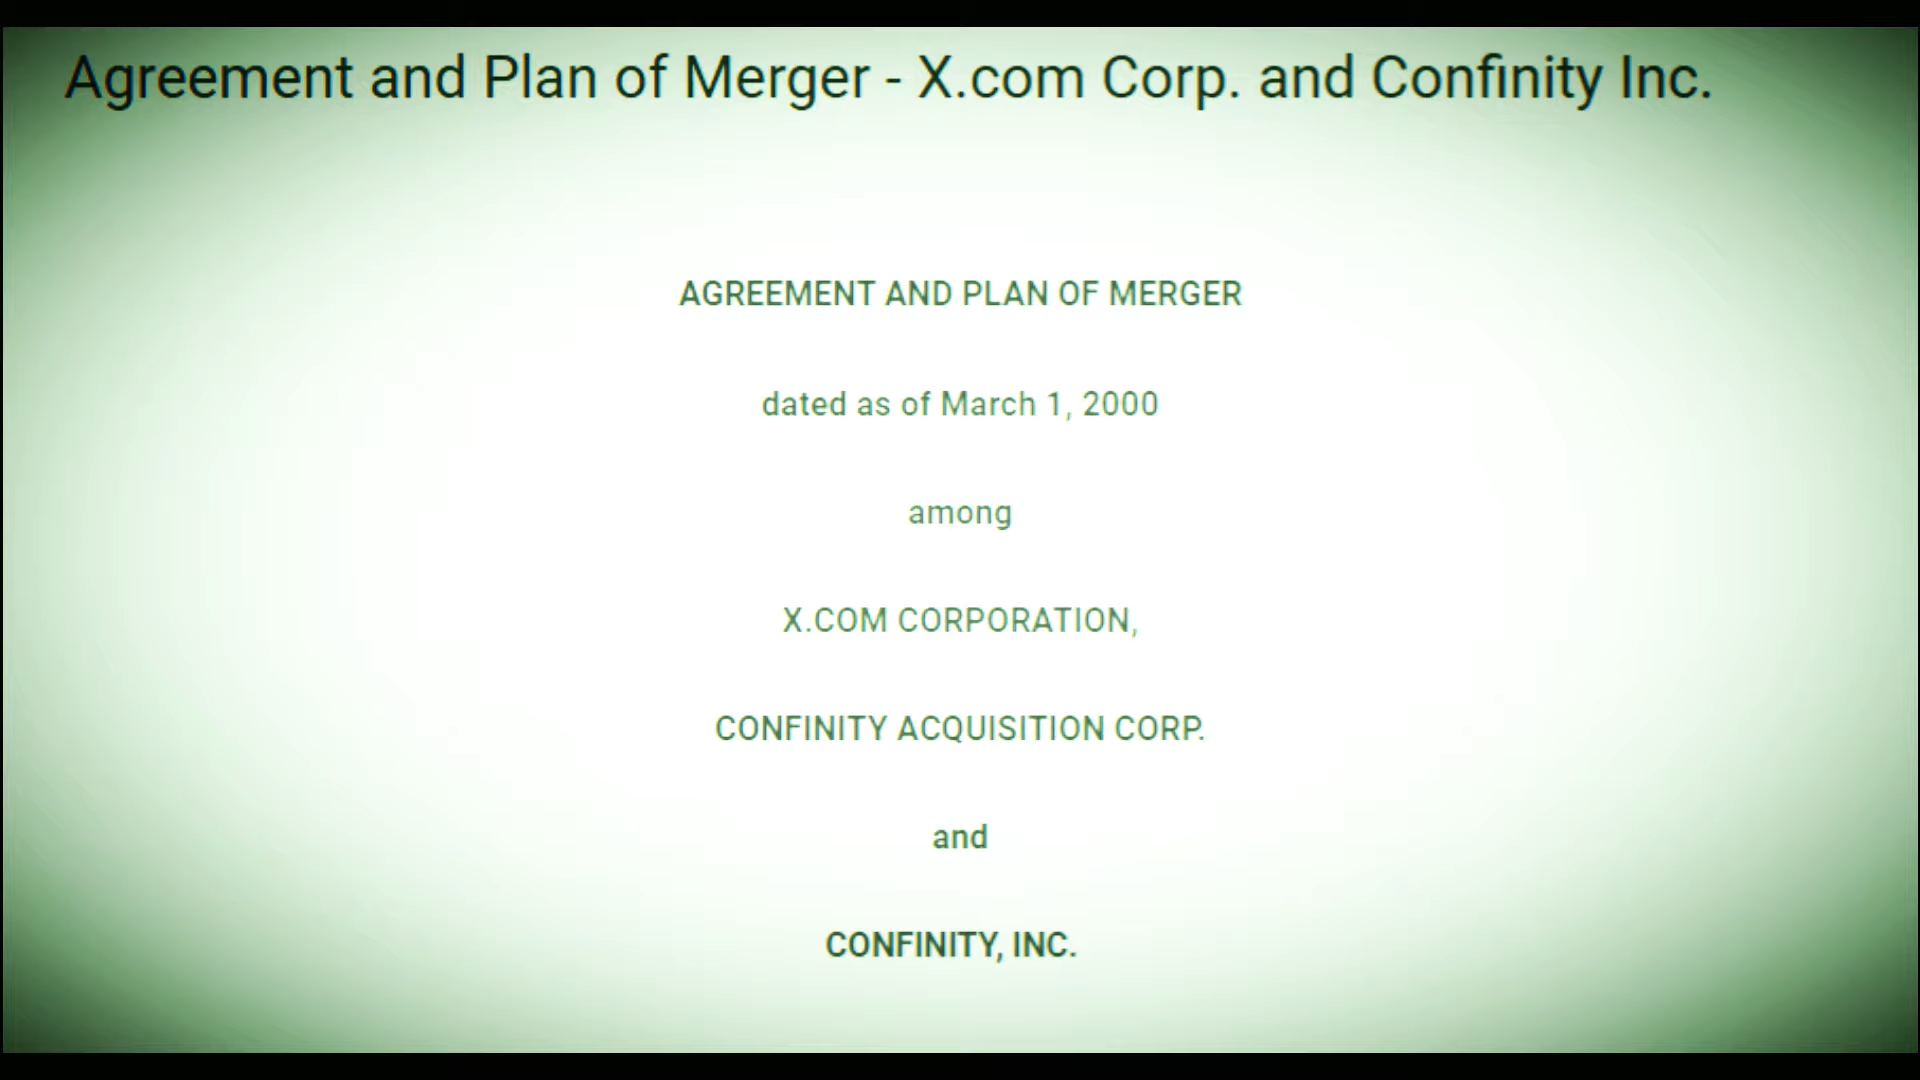 Agreement and Plan of Merger - X.com Corp. and Confinity Inc.
AGREEMENT AND PLAN OF MERGER
dated as of March 1, 2000
among
X.COM CORPORATION,
CONFINITY ACQUISITION CORP.
and
CONFINITY, INC.